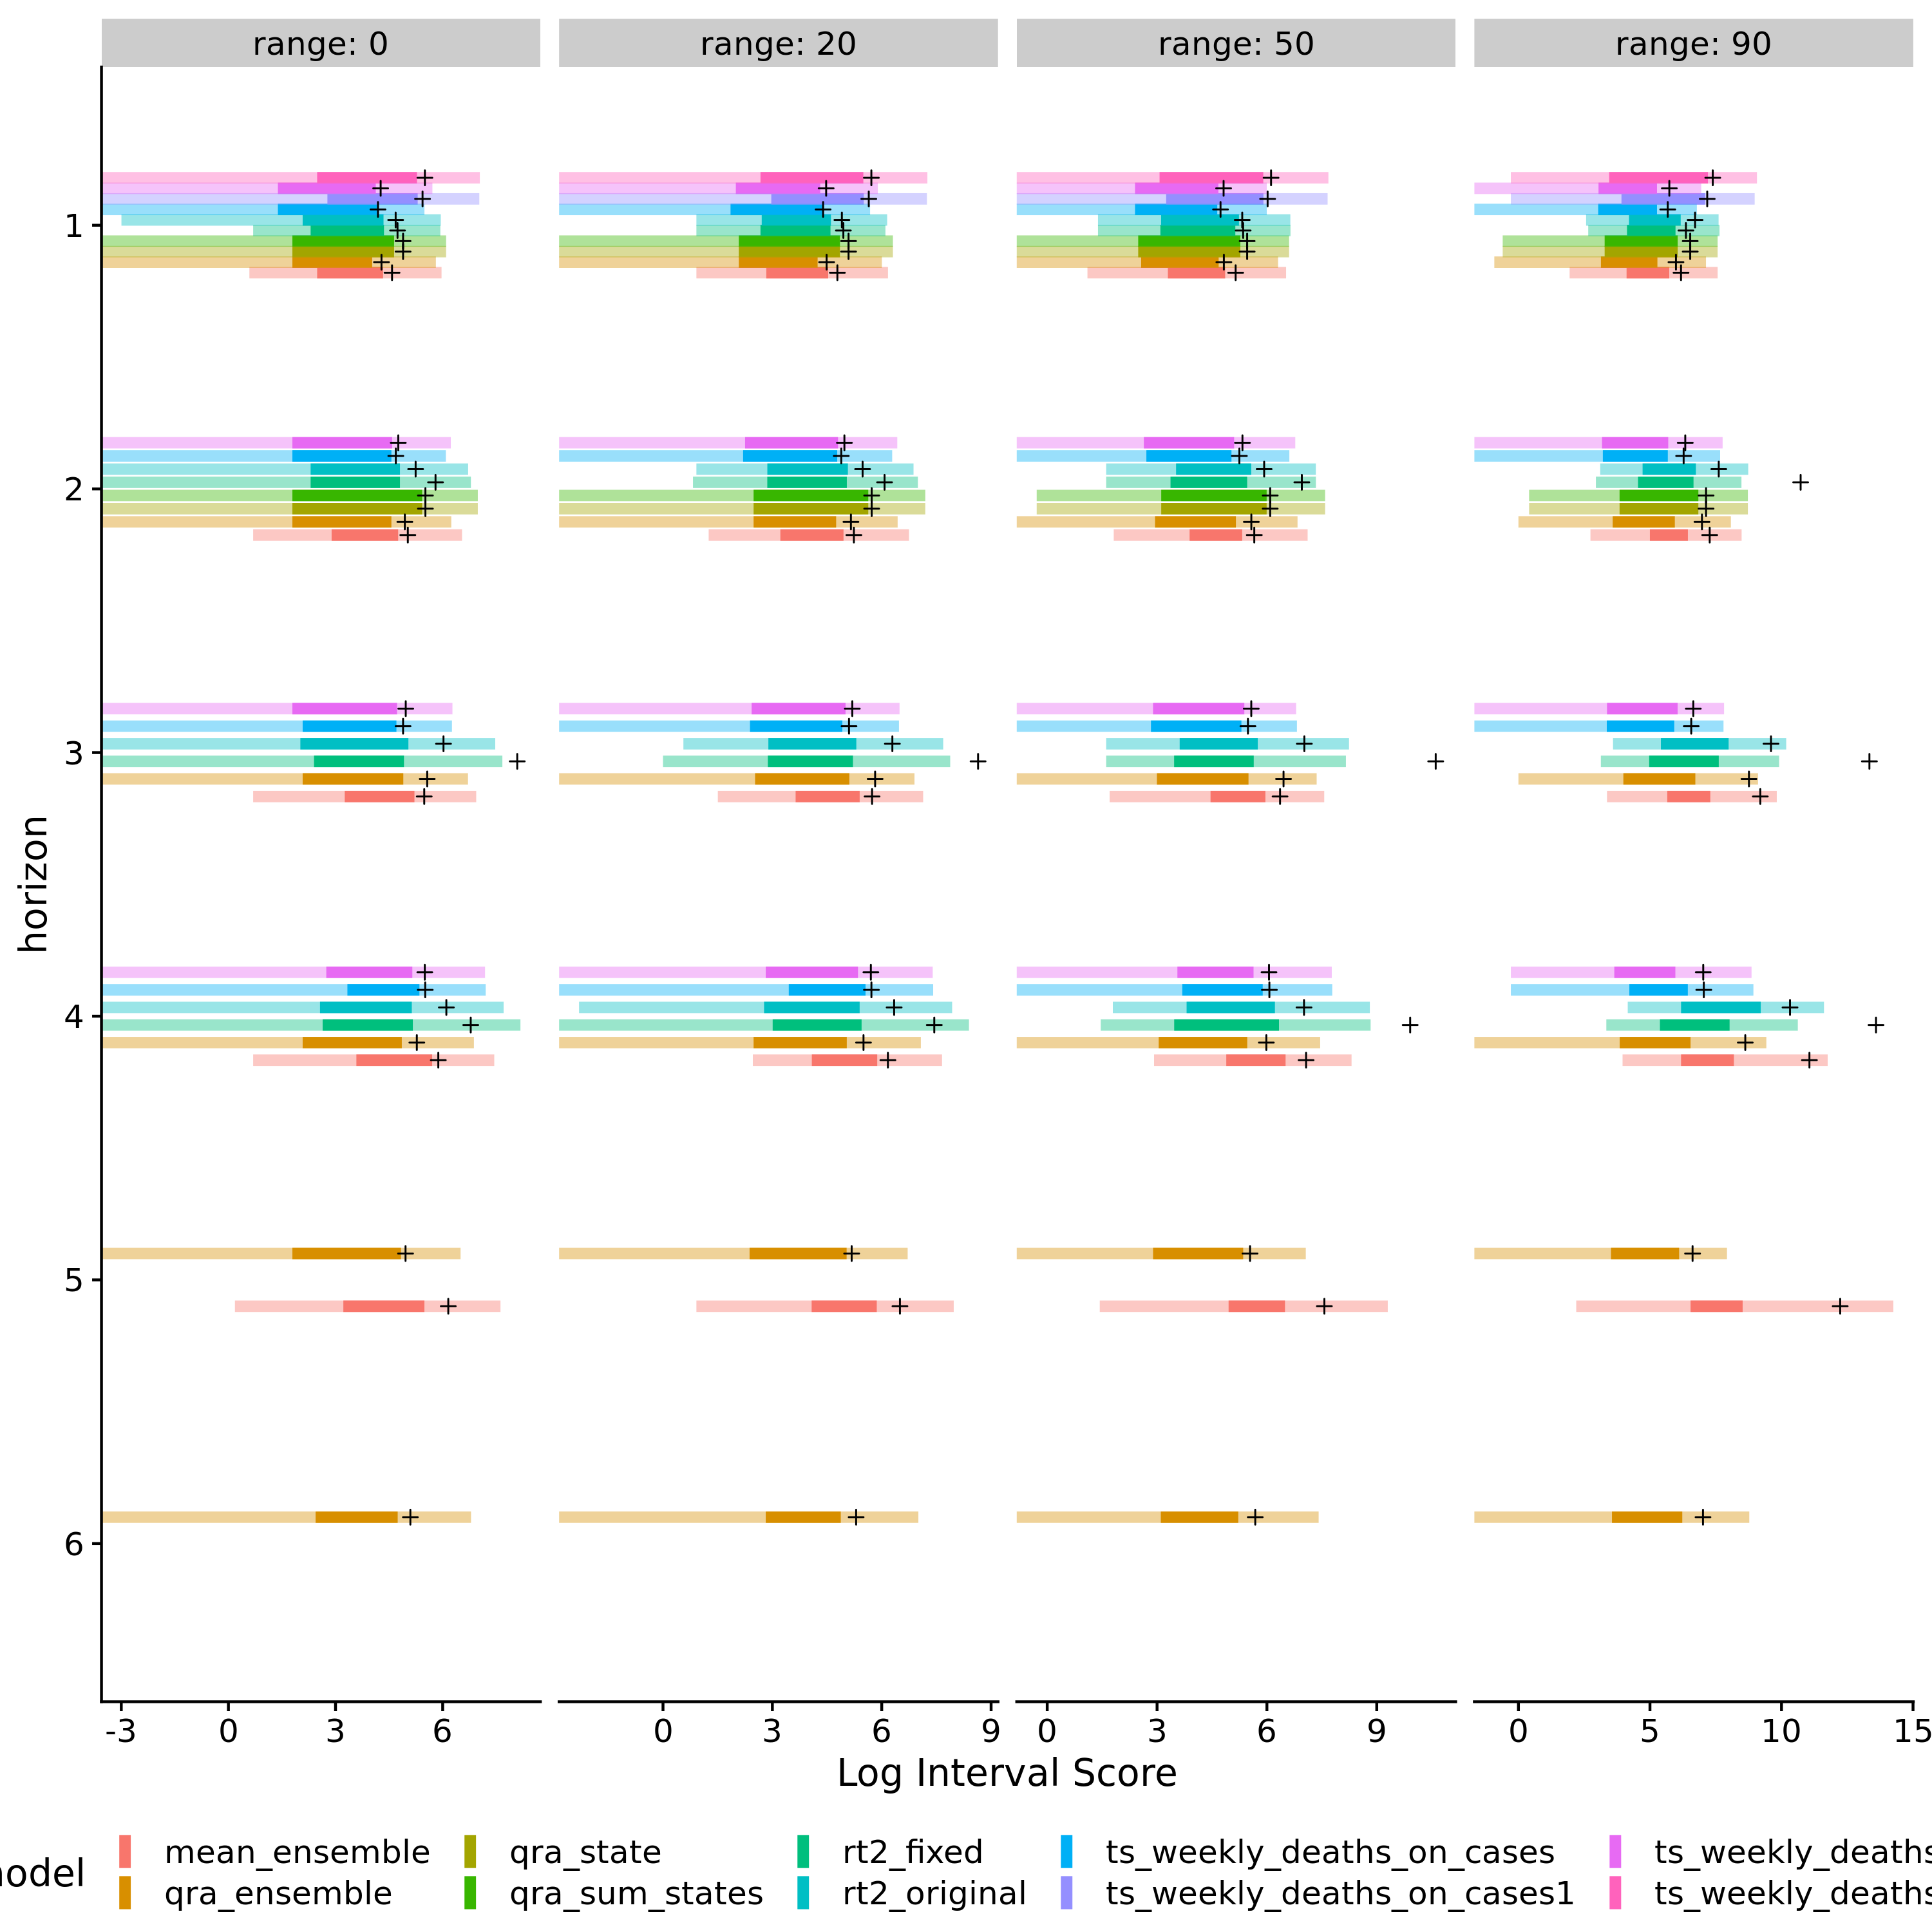 range: 0 range: 20 range: 50 range: 90
horizon
1
2
3
4
5
6
-3 0 3 6 0 3 6 9 0 3 6 9 0 5 10 15
Log Interval Score
mean_ensemble qra_state rt2_fixed ts_weekly_deaths_on_cases ts_weekly_deaths
odel
qra_ensemble qra_sum_states rt2_original ts_weekly_deaths_on_cases1 ts_weekly_deaths